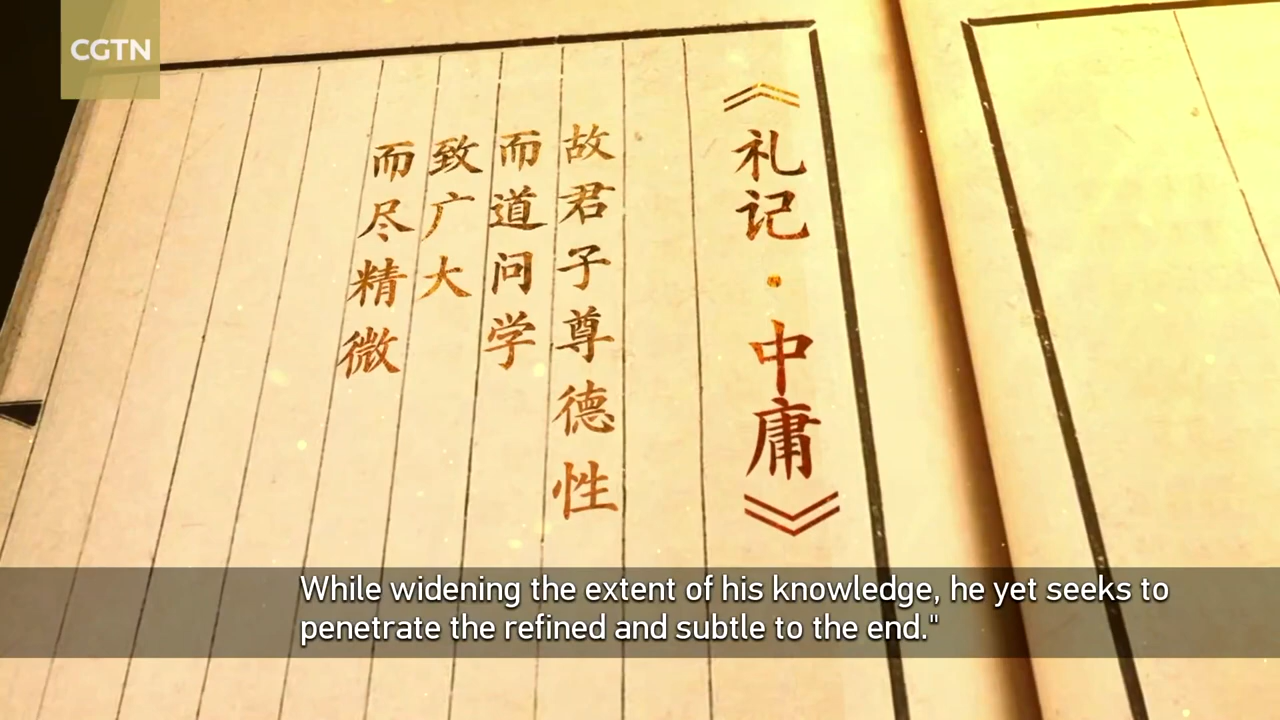 CGTN
《礼记·中庸》
故君子尊德性
而道问学
致广大
而尽精微
While widening the extent of his knowledge, he yet seeks to
penetrate the refined and subtle to the end."